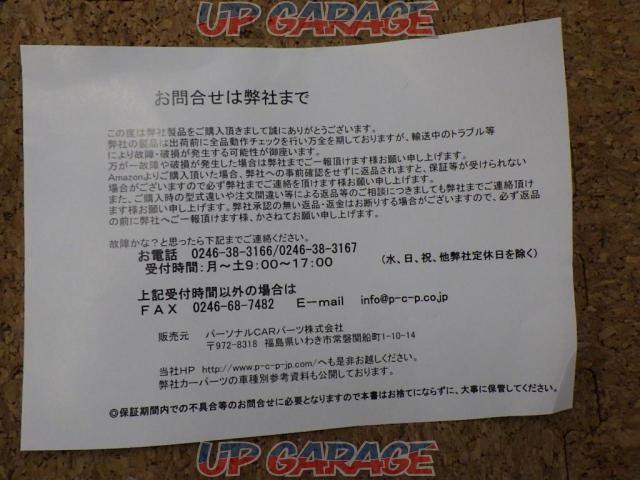 UP GARAGE
お問合せは弊社まで
この度は弊社製品をご購入頂きまして誠にありがとうございます。
弊社の製品は出荷前に全品動作チェックを行い万全を期しておりますが、輸送中のトラブル等
により故障・破損が発生する可能性が御座います。
万が一故障や破損が発生した場合は弊社までご一報頂けます様お願い申し上げます。
Amazonよりご購入頂いた場合、弊社への事前確認をせずに返品されますと、保証等が受けられない
場合がございますので必ず弊社までご連絡を頂けます様お願い申し上げます。
また、ご購入時の型式違いや注文間違い等による返品等のご相談につきましても弊社までご連絡頂け
ます様お願い申し上げます。弊社承認の無い返品・返金はお断りする場合がございますので、必ず返品
の前に弊社へご一報頂けます様、かさねてお願い申し上げます。
故障かな？と思ったら下記までご連絡ください。
お電話 0246-38-3166/0246-38-3167
受付時間：月～土9：00～17：00 (水、日、祝、他弊社定休日を除く)
上記受付時間以外の場合は
FAX 0246-68-7482 E-mail info@p-c-p.co.jp
販売元 パーソナルCARパーツ株式会社
〒972-8318 福島県いわき市常磐関船町1-10-14
当社HP http://www.p-c-p-jp.com/へも是非お越しください。
弊社カーパーツの車種別参考資料も公開しております。
◎保証期間内での不具合等のお問合せに必要となりますので本書はお捨てにならずに、大事に保管してください。
UP GARAGE